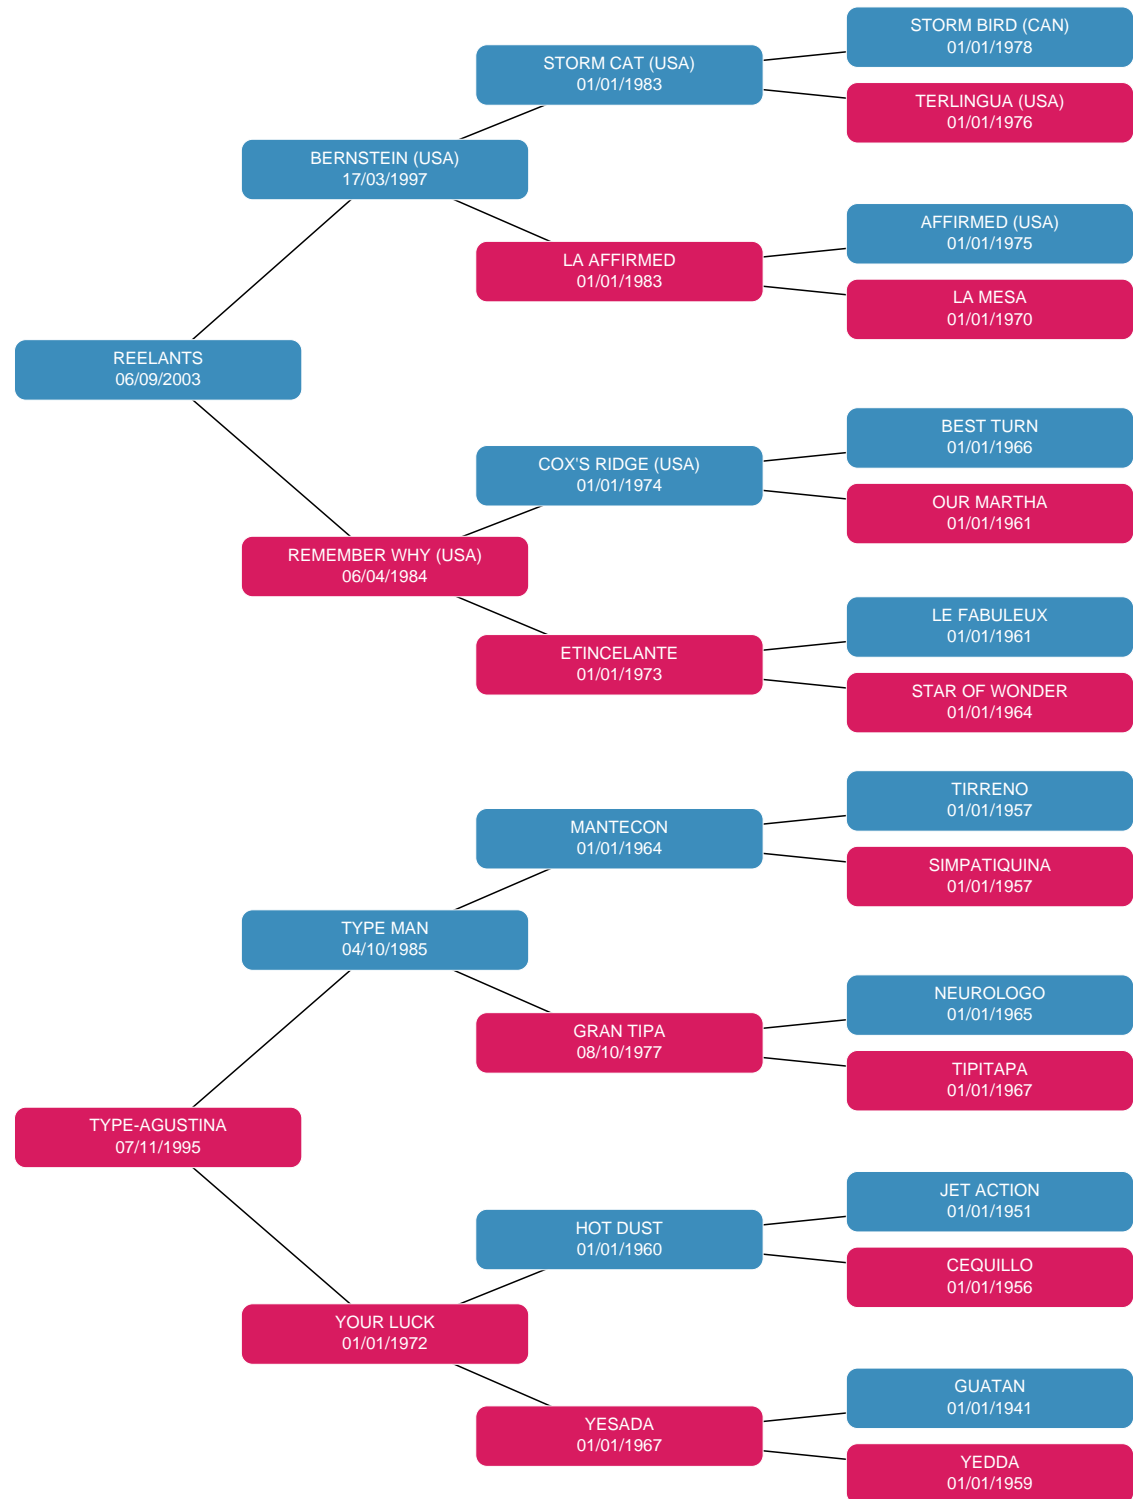 STORM BIRD (CAN)
01/01/1978
STORM CAT (USA)
01/01/1983
TERLINGUA (USA)
01/01/1976
BERNSTEIN (USA)
17/03/1997
AFFIRMED (USA)
01/01/1975
LA AFFIRMED
01/01/1983
LA MESA
01/01/1970
REELANTS
06/09/2003
BEST TURN
01/01/1966
COX'S RIDGE (USA)
01/01/1974
OUR MARTHA
01/01/1961
REMEMBER WHY (USA)
06/04/1984
LE FABULEUX
01/01/1961
ETINCELANTE
01/01/1973
STAR OF WONDER
01/01/1964
TIRRENO
01/01/1957
MANTECON
01/01/1964
SIMPATIQUINA
01/01/1957
TYPE MAN
04/10/1985
NEUROLOGO
01/01/1965
GRAN TIPA
08/10/1977
TIPITAPA
01/01/1967
TYPE-AGUSTINA
07/11/1995
JET ACTION
01/01/1951
HOT DUST
01/01/1960
CEQUILLO
01/01/1956
YOUR LUCK
01/01/1972
GUATAN
01/01/1941
YESADA
01/01/1967
YEDDA
01/01/1959